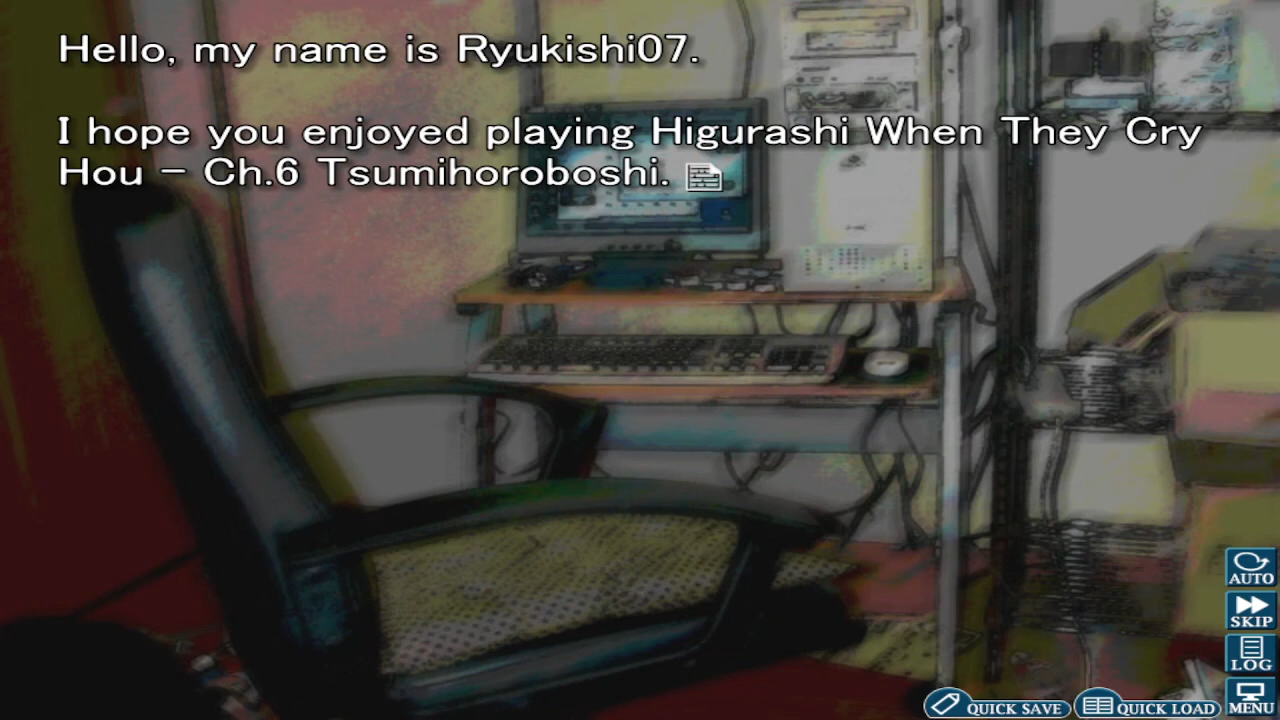 Hello, my name is Ryukishi07.
I hope you enjoyed playing Higurashi When They Cry
Hou - Ch.6 Tsumihoroboshi.
AUTO
SKIP
LOG
MENU
QUICK SAVE
QUICK LOAD